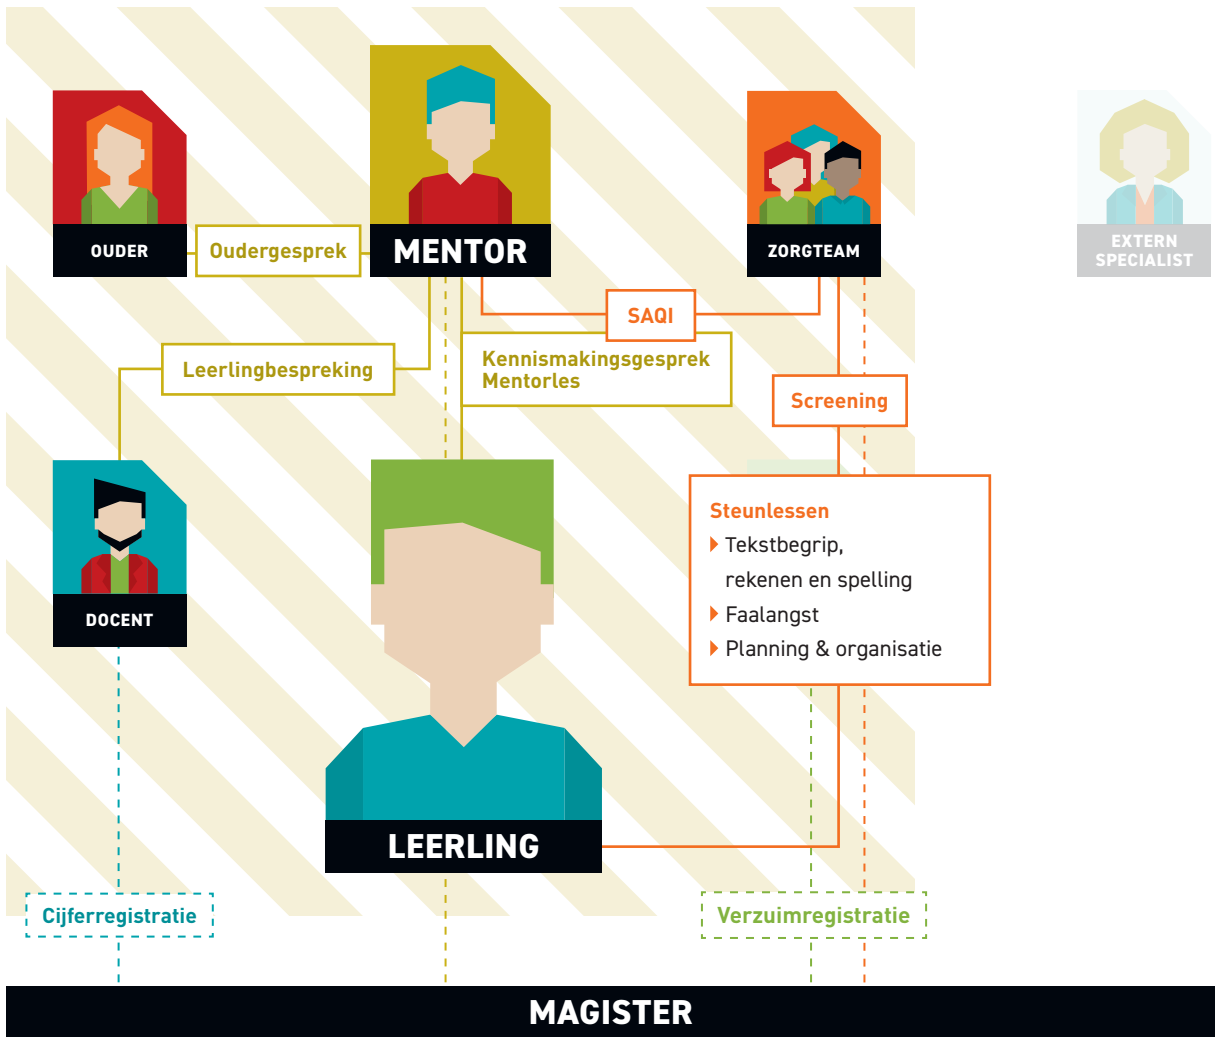 OUDER
Oudergesprek
MENTOR
ZORGTEAM
EXTERN
SPECIALIST
SAQI
Leerlingbespreking
Kennismakingsgesprek
Mentorles
Screening
DOCENT
Steunlessen
Tekstbegrip,
rekenen en spelling
Faalangst
Planning & organisatie
LEERLING
Cijferregistratie
Verzuimregistratie
MAGISTER